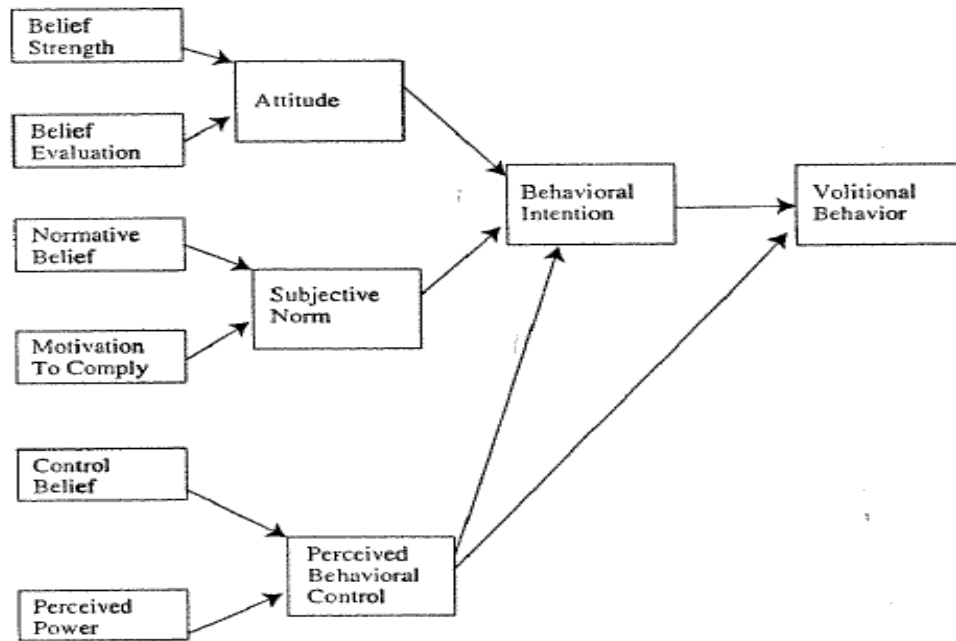 Belief
Strength
Attitude
Belief
Evaluation
Behavioral
Intention
Volitional
Behavior
Normative
Belief
Subjective
Norm
Motivation
To Comply
Control
Belief
Perceived
Behavioral
Control
Perceived
Power